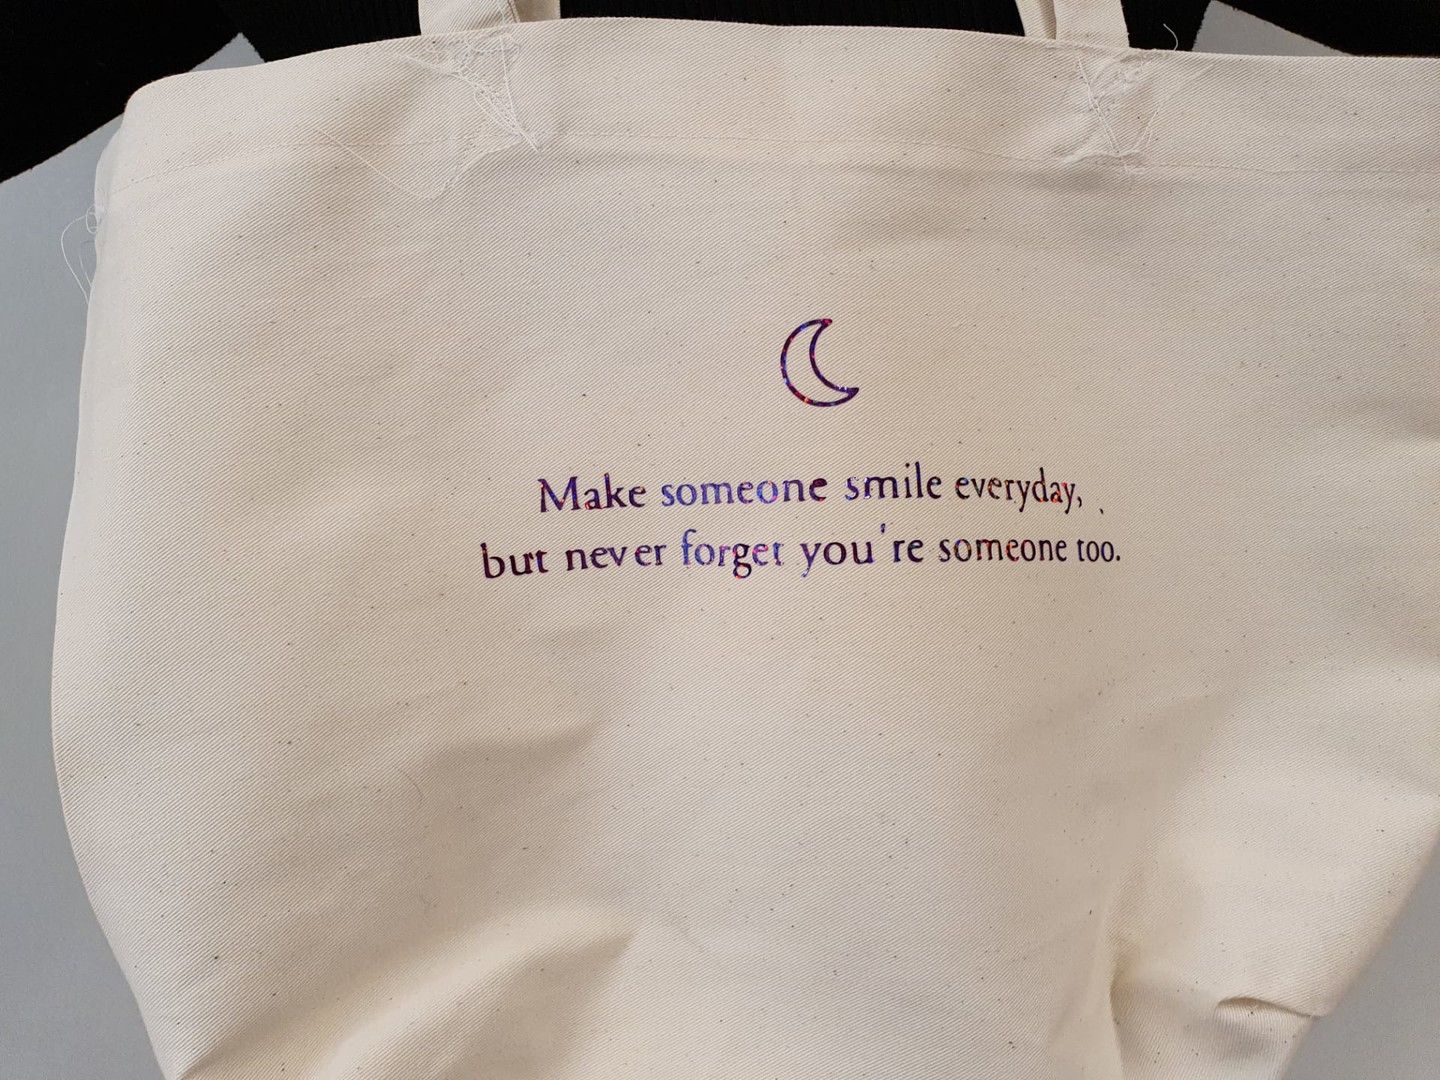 Make someone smile everyday,
but never forget you're someone too.